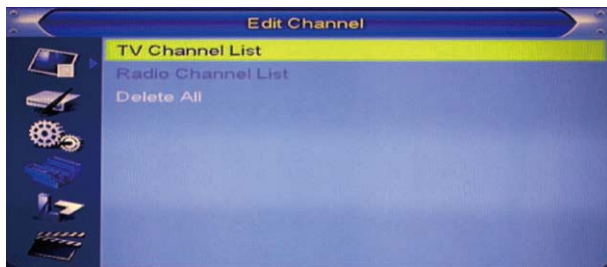 Edit Channel
TV Channel List
Radio Channel List
Delete All